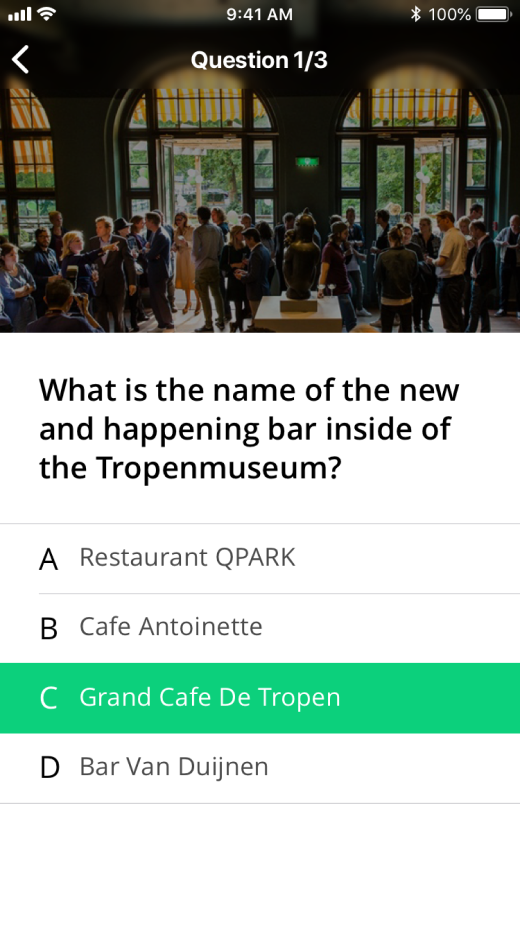 9:41 AM
100%
Question 1/3
What is the name of the new
and happening bar inside of
the Tropenmuseum?
A Restaurant QPARK
B Cafe Antoinette
C Grand Cafe De Tropen
D Bar Van Duijnen